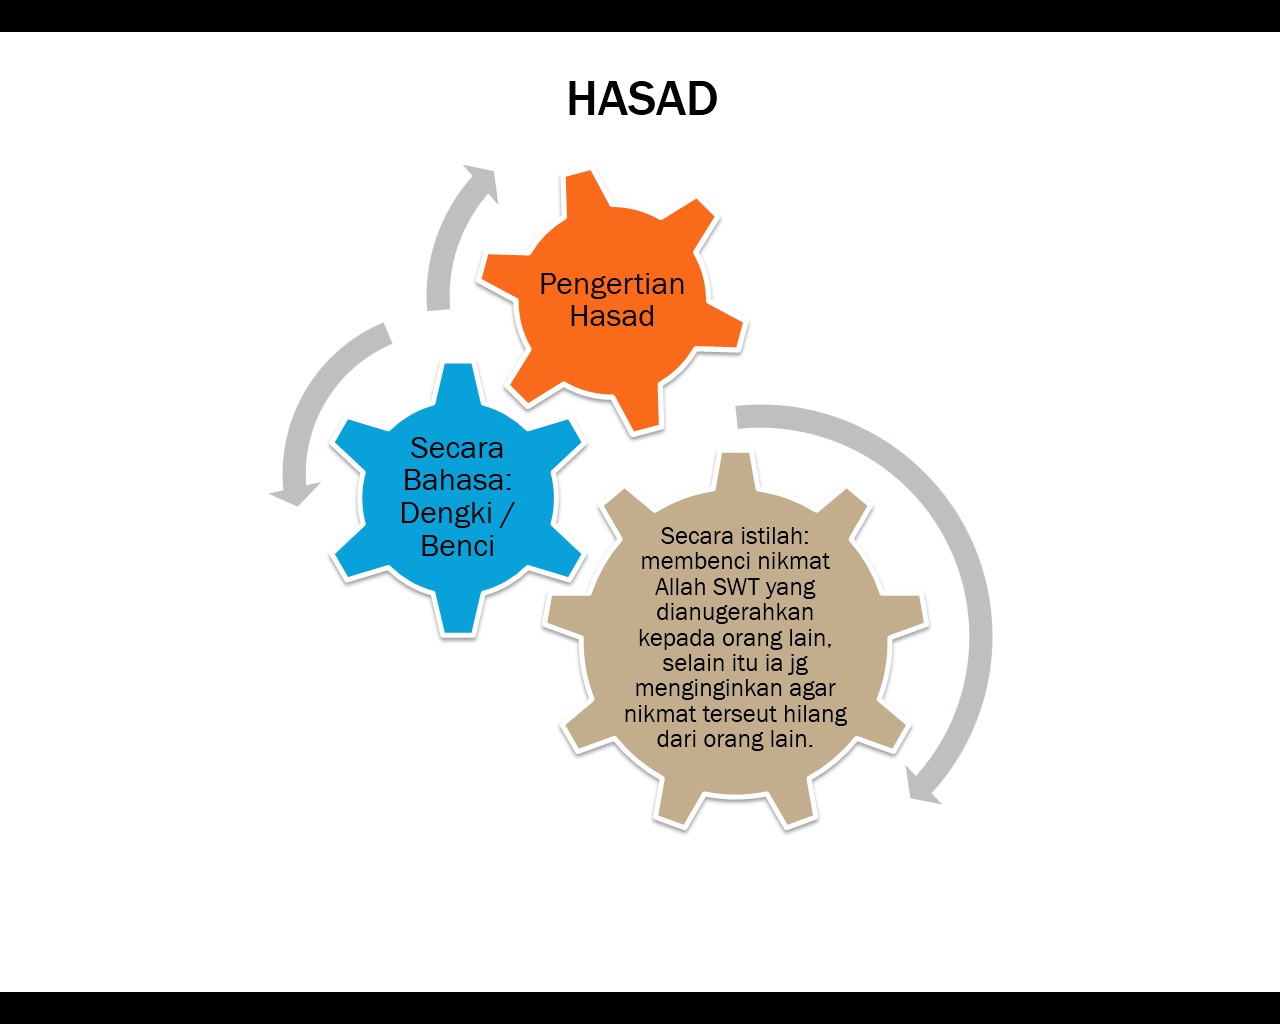 HASAD
Pengertian
Hasad
Secara
Bahasa:
Dengki /
Benci
Secara istilah:
membenci nikmat
Allah SWT yang
dianugerahkan
kepada orang lain,
selain itu ia jg
menginginkan agar
nikmat terseut hilang
dari orang lain.